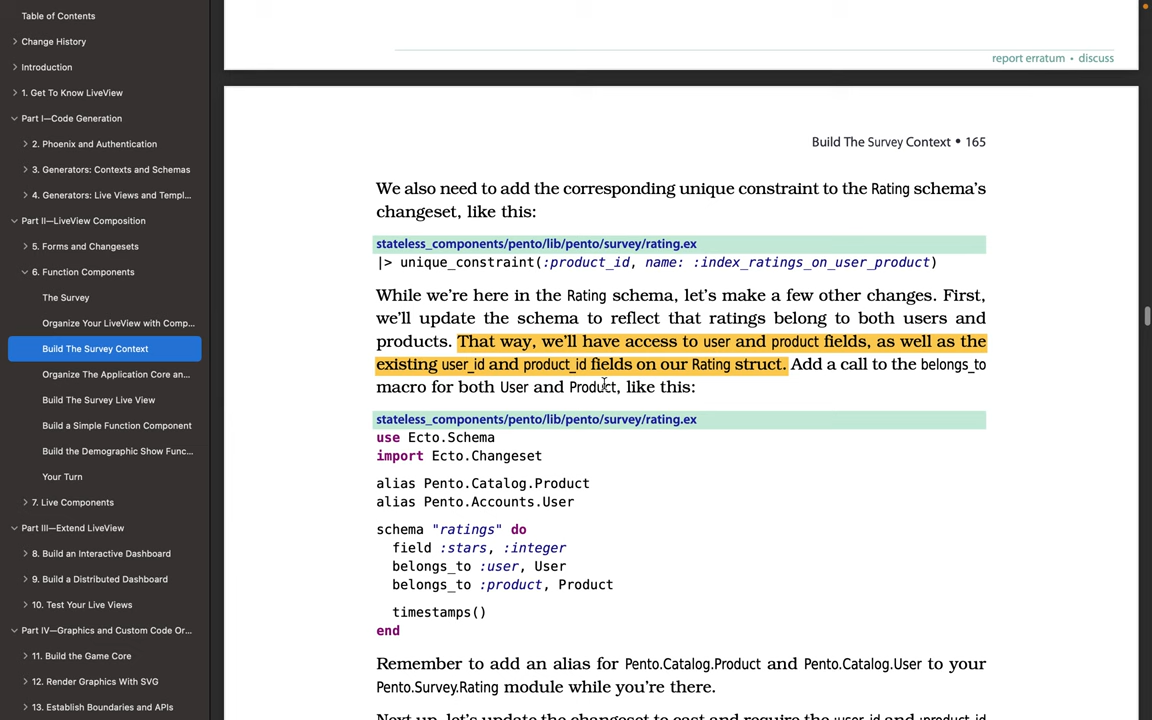 Table of Contents
Change History
Introduction
1. Get To Know LiveView
Part I—Code Generation
2. Phoenix and Authentication
3. Generators: Contexts and Schemas
4. Generators: Live Views and Templ...
Part II—LiveView Composition
5. Forms and Changesets
6. Function Components
The Survey
Organize Your LiveView with Comp...
Build The Survey Context
Organize The Application Core an...
Build The Survey Live View
Build a Simple Function Component
Build the Demographic Show Func...
Your Turn
7. Live Components
Part III—Extend LiveView
8. Build an Interactive Dashboard
9. Build a Distributed Dashboard
10. Test Your Live Views
Part IV—Graphics and Custom Code Or...
11. Build the Game Core
12. Render Graphics With SVG
13. Establish Boundaries and APIs
report erratum • discuss
Build The Survey Context • 165
We also need to add the corresponding unique constraint to the Rating schema's
changeset, like this:
stateless_components/pento/lib/pento/survey/rating.ex
|> unique_constraint(:product_id, name: :index_ratings_on_user_product)
While we're here in the Rating schema, let's make a few other changes. First,
we'll update the schema to reflect that ratings belong to both users and
products. That way, we'll have access to user and product fields, as well as the
existing user_id and product_id fields on our Rating struct. Add a call to the belongs_to
macro for both User and Product, like this:
stateless_components/pento/lib/pento/survey/rating.ex
use Ecto.Schema
import Ecto.Changeset
alias Pento.Catalog.Product
alias Pento.Accounts.User
schema "ratings" do
field :stars, :integer
belongs_to :user, User
belongs_to :product, Product
timestamps()
end
Remember to add an alias for Pento.Catalog.Product and Pento.Catalog.User to your
Pento.Survey.Rating module while you're there.
Next up, let's update the changeset to cast and require the user_id and product_id